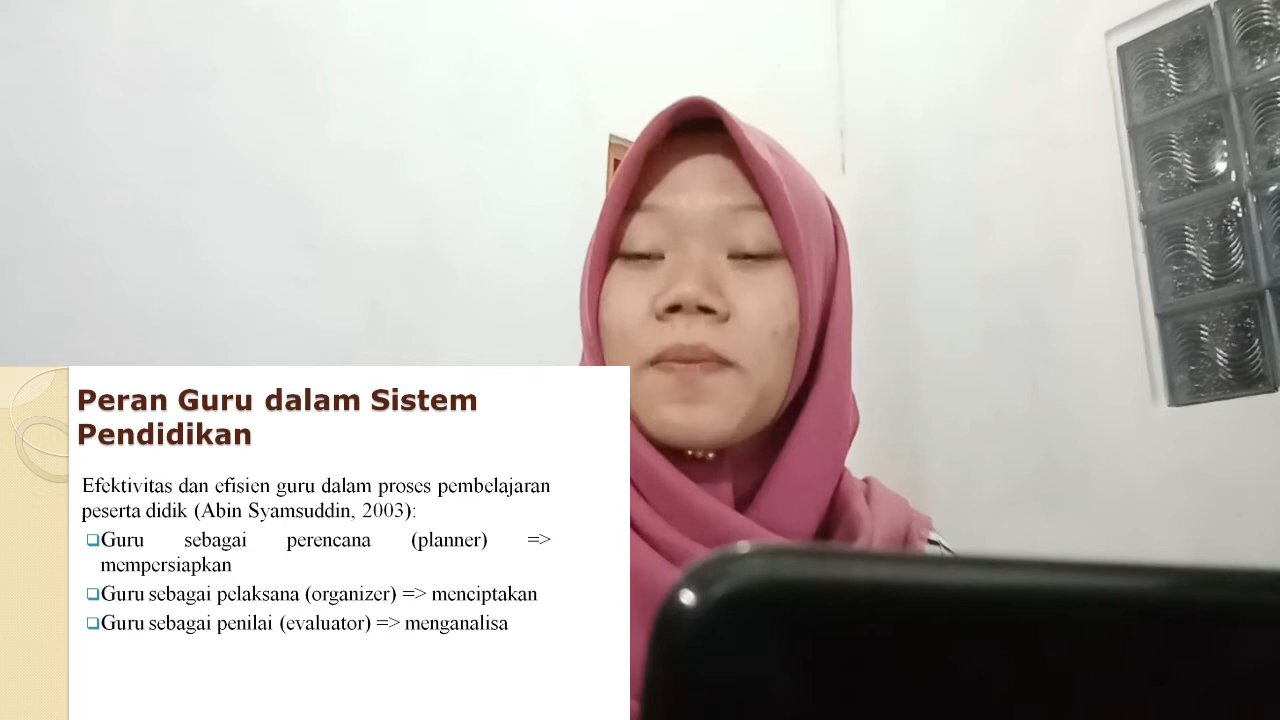 Peran Guru dalam Sistem
Pendidikan
Efektivitas dan efisien guru dalam proses pembelajaran
peserta didik (Abin Syamsuddin, 2003):
Guru sebagai perencana (planner) =>
mempersiapkan
Guru sebagai pelaksana (organizer) => menciptakan
Guru sebagai penilai (evaluator) => menganalisa